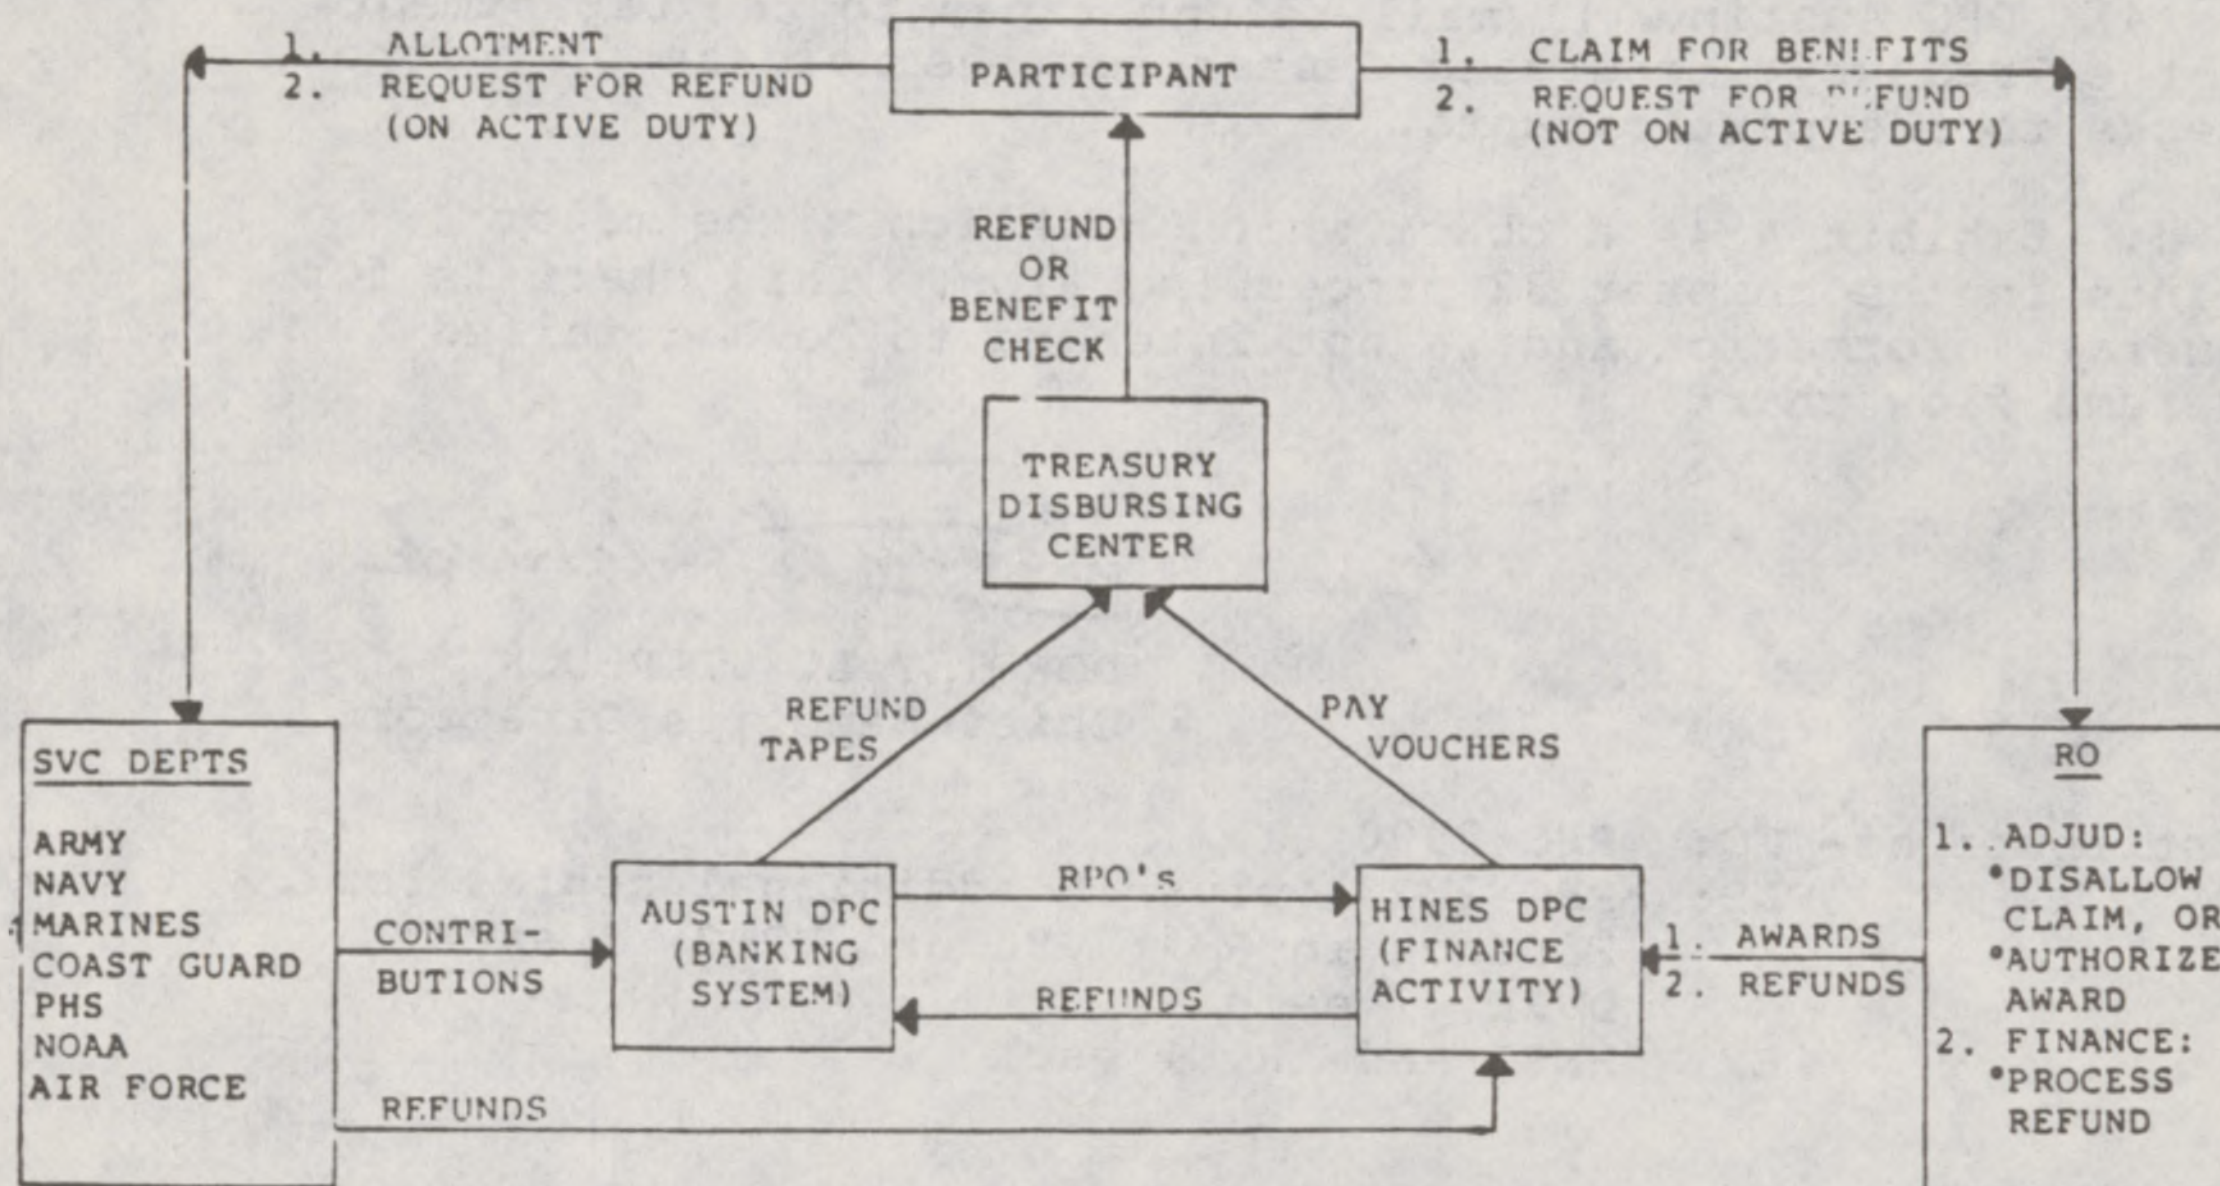 1. ALLOTMENT
2. REQUEST FOR REFUND
(ON ACTIVE DUTY)
PARTICIPANT
1. CLAIM FOR BENEFITS
2. REQUEST FOR REFUND
(NOT ON ACTIVE DUTY)
REFUND
OR
BENEFIT
CHECK
TREASURY
DISBURSING
CENTER
REFUND
TAPES
PAY
VOUCHERS
SVC DEPTS
ARMY
NAVY
MARINES
COAST GUARD
PHS
NOAA
AIR FORCE
CONTRI-
BUTIONS
REFUNDS
AUSTIN DPC
(BANKING
SYSTEM)
RPO's
REFUNDS
HINES DPC
(FINANCE
ACTIVITY)
1. AWARDS
2. REFUNDS
RO
1. ADJUD:
•DISALLOW
CLAIM, OR
•AUTHORIZE
AWARD
2. FINANCE:
•PROCESS
REFUND